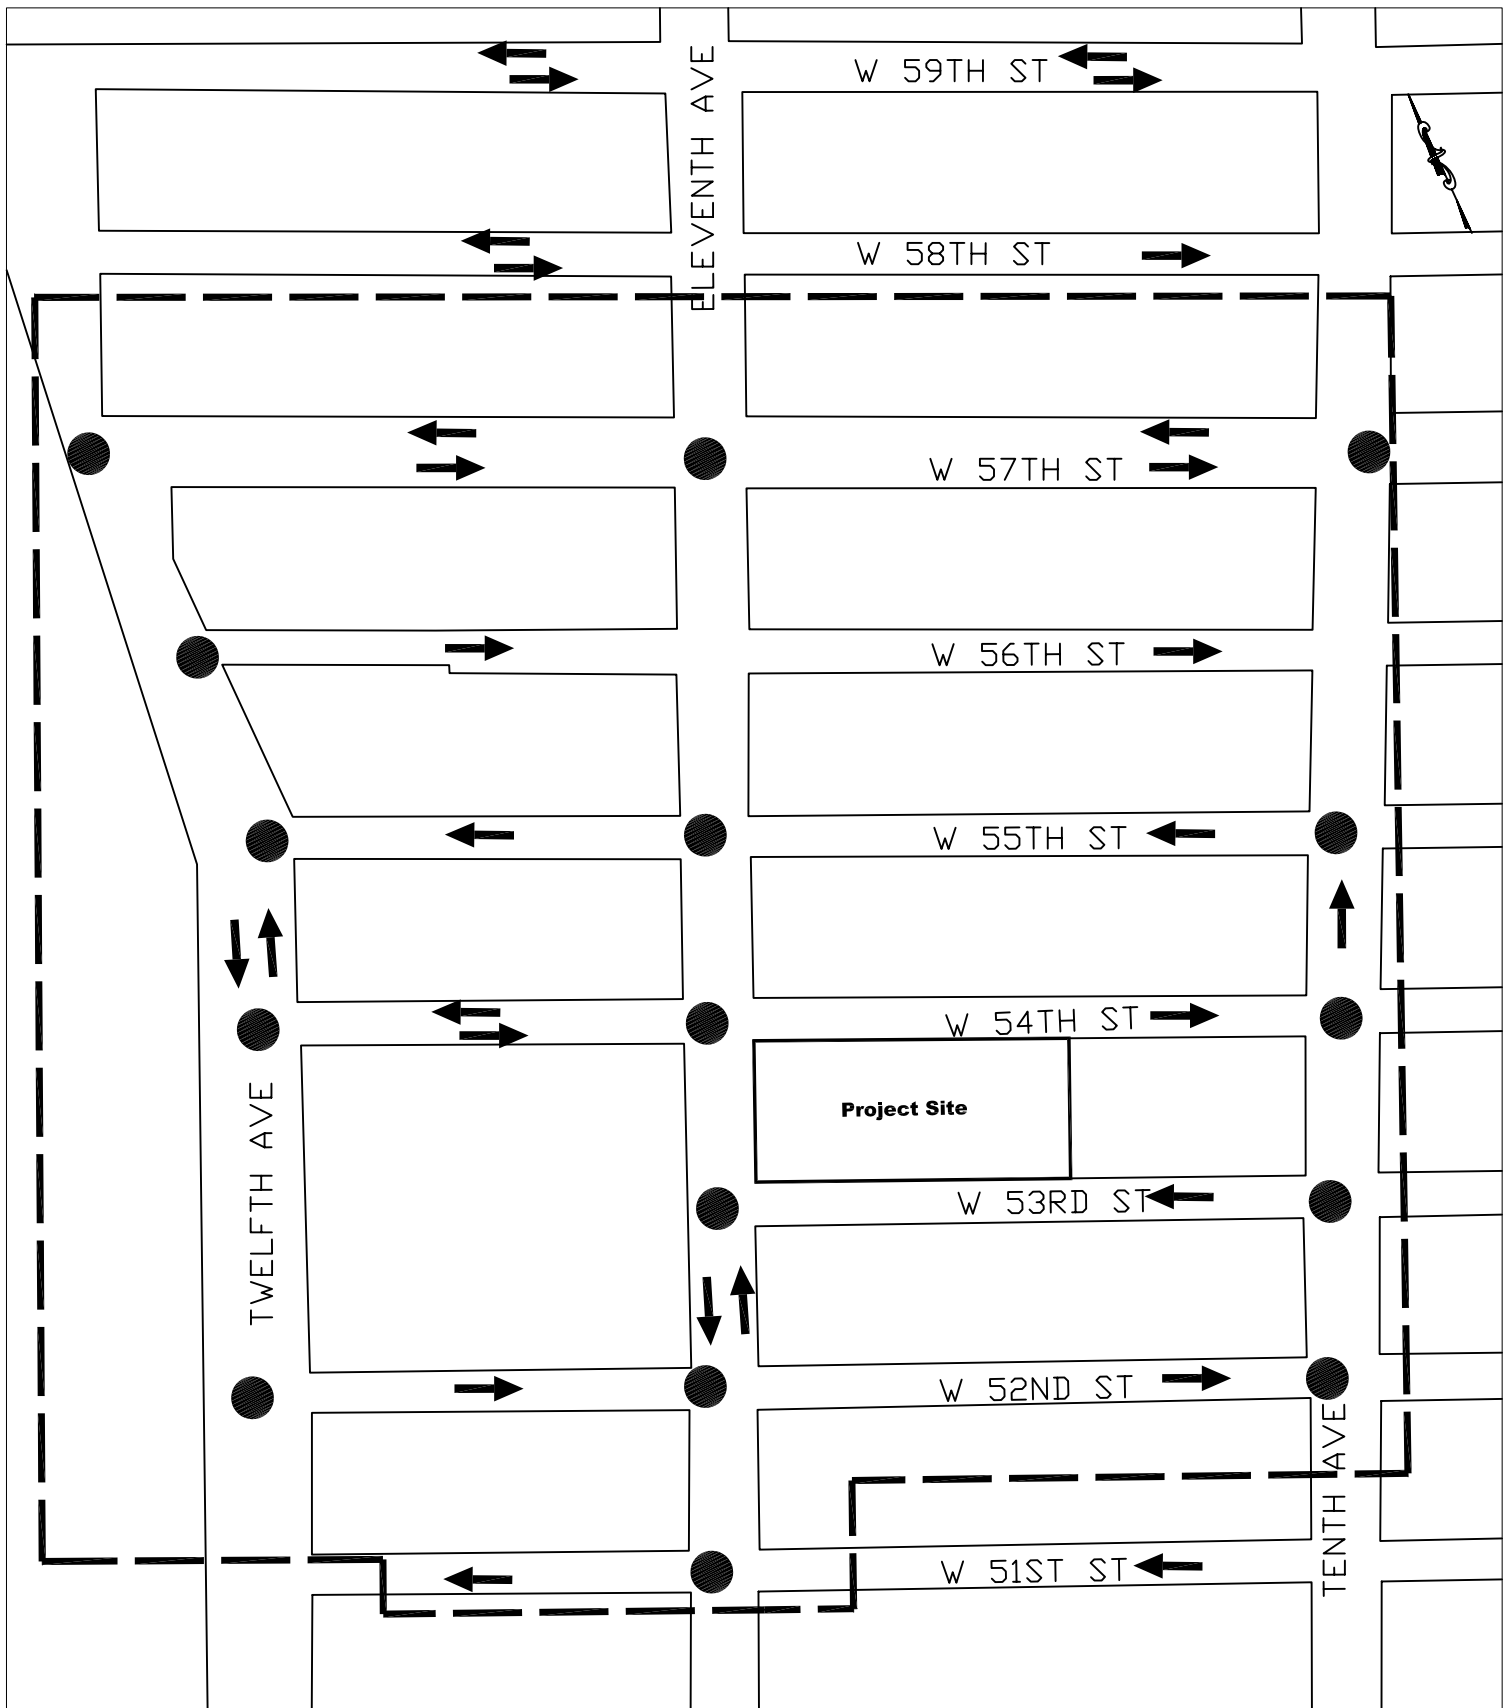 W 59TH ST
ELEVENTH AVE
W 58TH ST
W 57TH ST
W 56TH ST
W 55TH ST
W 54TH ST
Project Site
TWELFTH AVE
W 53RD ST
W 52ND ST
TENTH AVE
W 51ST ST